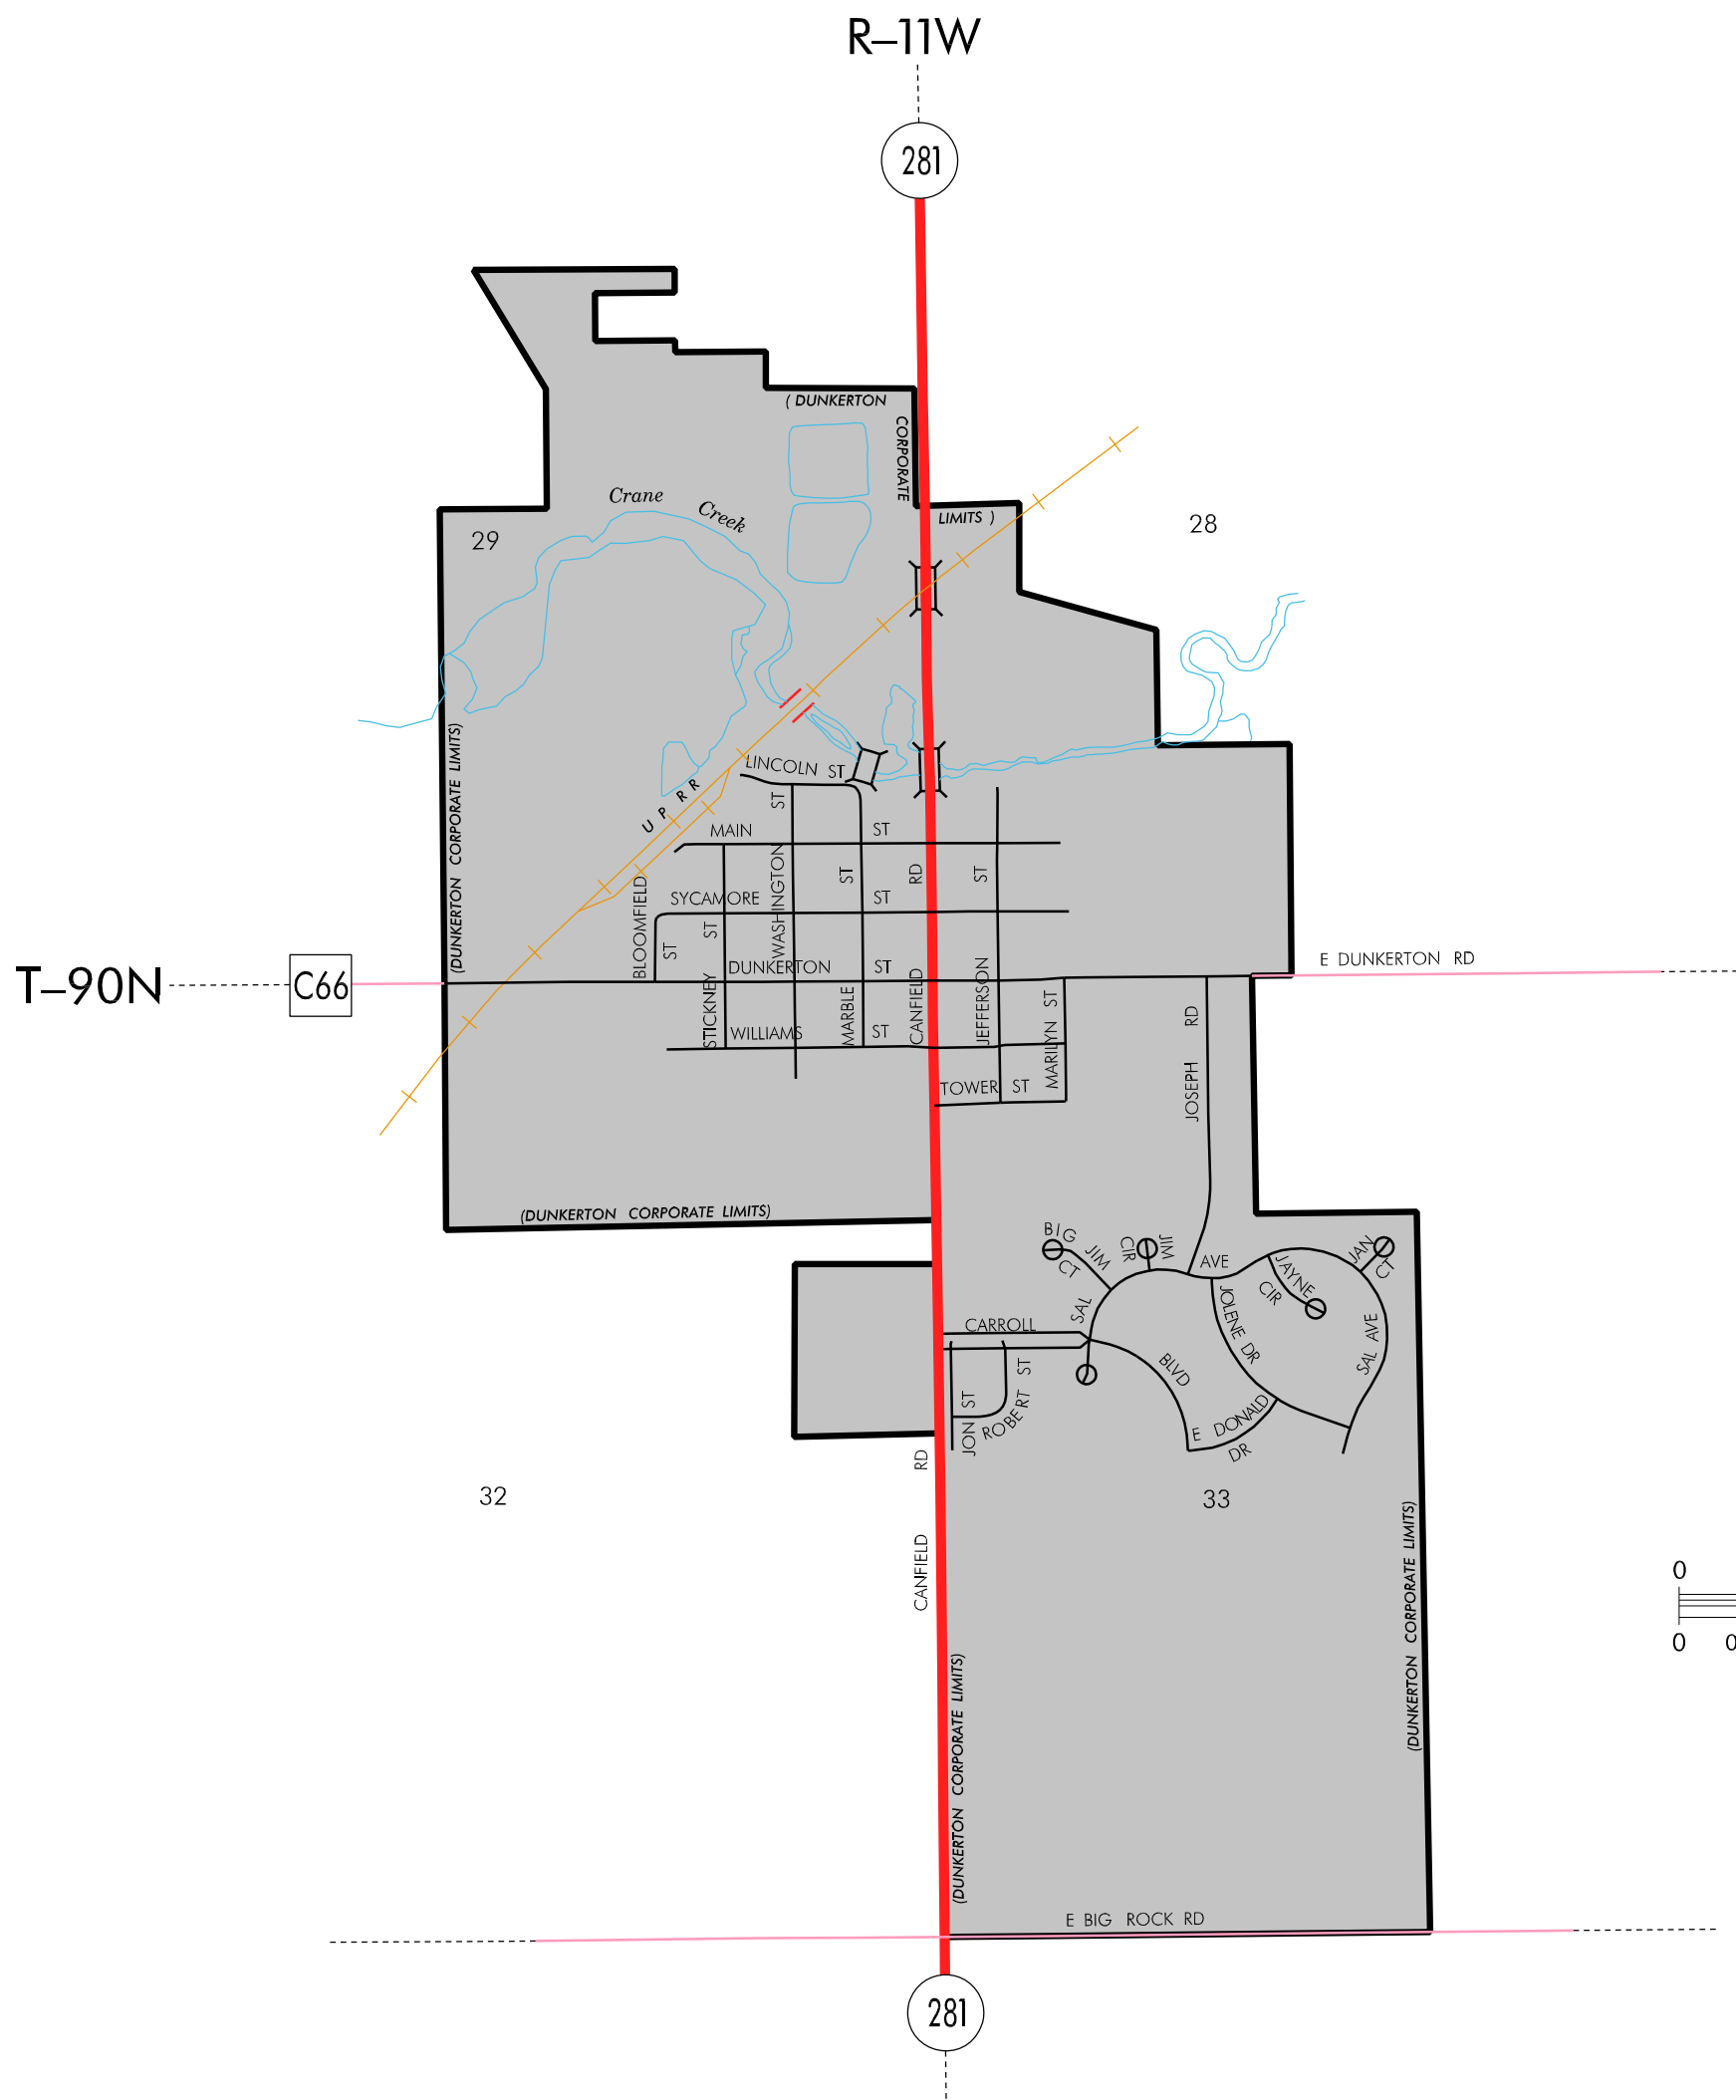 R–11W
281
( DUNKERTON
CORPORATE
LIMITS )
Crane Creek
29
28
(DUNKERTON CORPORATE LIMITS)
LINCOLN ST
U P R R
MAIN ST
WASHINGTON ST
MARBLE ST
CANFIELD RD
JEFFERSON ST
SYCAMORE ST
BLOOMFIELD ST
STICKNEY ST
DUNKERTON ST
E DUNKERTON RD
T–90N
C66
WILLIAMS ST
MARILYN ST
TOWER ST
JOSEPH RD
(DUNKERTON CORPORATE LIMITS)
BIG JIM CT
JIM CIR
SAL AVE
JAYNE CIR
JAN CT
JOLENE DR
SAL AVE
CARROLL BLVD
JON ST
ROBERT ST
E DONALD DR
CANFIELD RD
32
33
(DUNKERTON CORPORATE LIMITS)
(DUNKERTON CORPORATE LIMITS)
0
0 0
E BIG ROCK RD
281